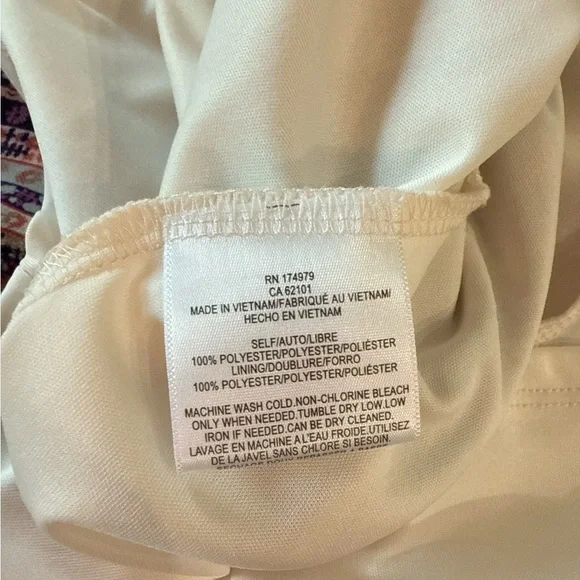 RN 174979
CA 62101
MADE IN VIETNAM/FABRIQUÉ AU VIETNAM/
HECHO EN VIETNAM
SELF/AUTO/LIBRE
100% POLYESTER/POLYESTER/POLIÉSTER
LINING/DOUBLURE/FORRO
100% POLYESTER/POLYESTER/POLIÉSTER
MACHINE WASH COLD.NON-CHLORINE BLEACH
ONLY WHEN NEEDED.TUMBLE DRY LOW.LOW
IRON IF NEEDED.CAN BE DRY CLEANED.
LAVAGE EN MACHINE A L'EAU FROIDE.UTILISEZ
DE LA JAVEL SANS CHLORE SI BESOIN.